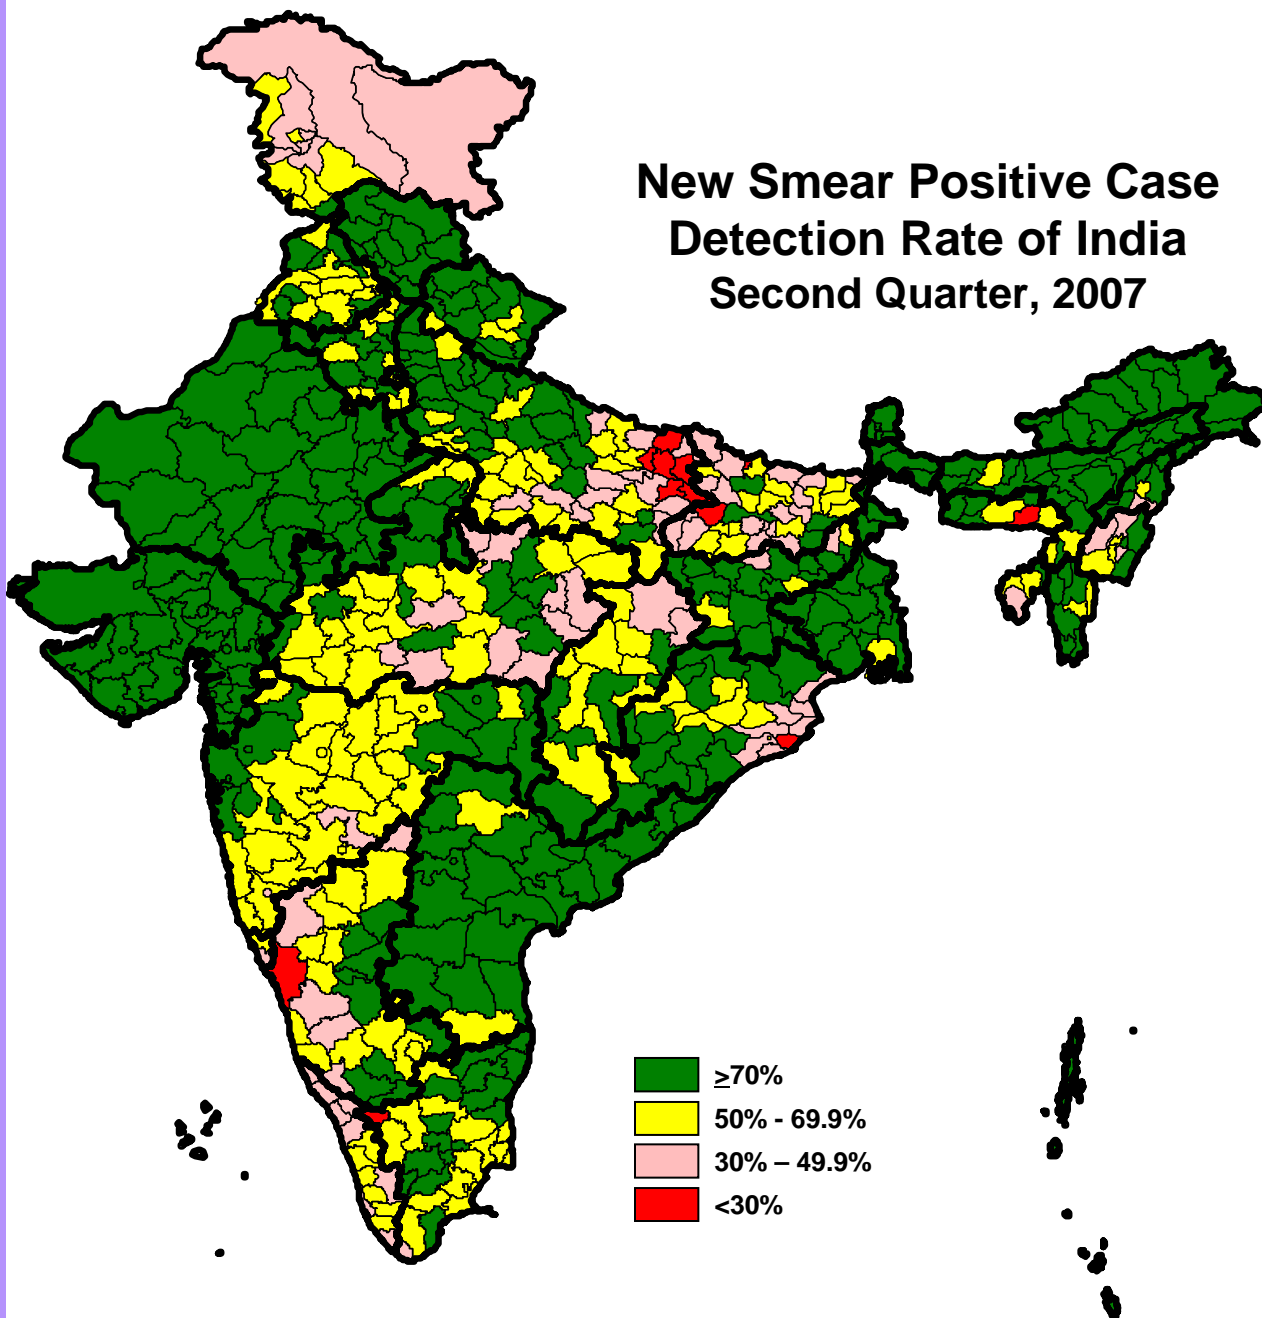 New Smear Positive Case
Detection Rate of India
Second Quarter, 2007
≥70%
50% - 69.9%
30% – 49.9%
<30%